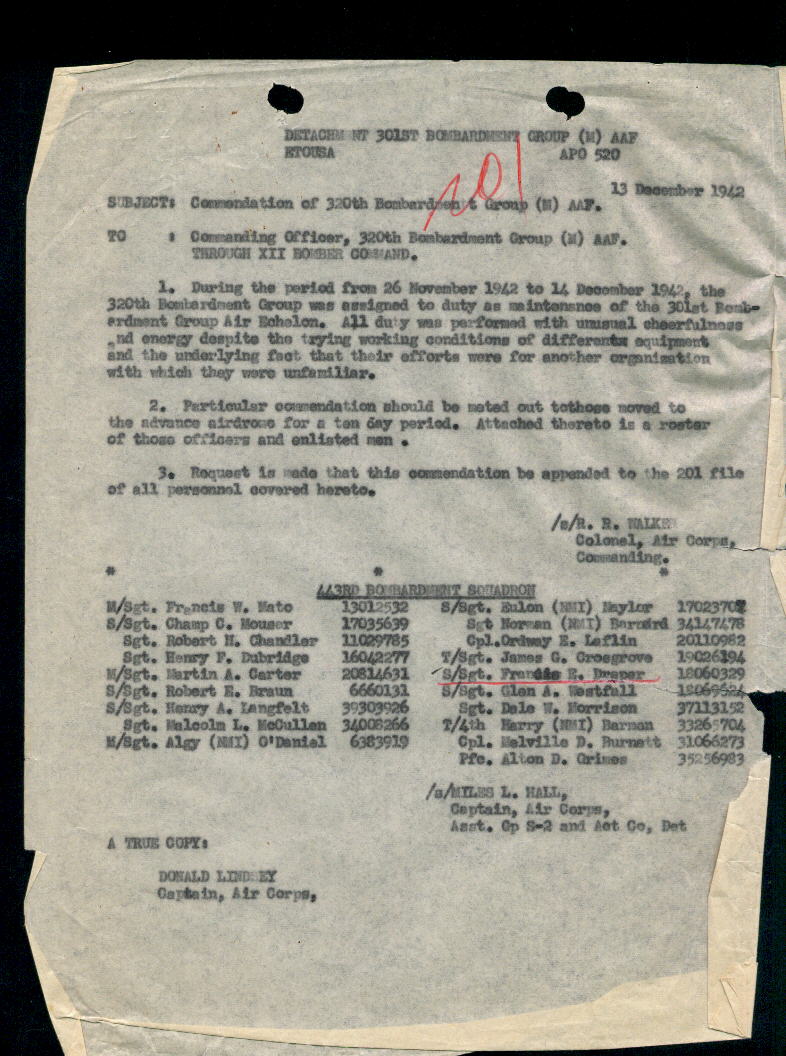 DETACHMENT 301ST BOMBARDMENT GROUP (M) AAF
ETOUSA APO 520
201
13 December 1942
SUBJECT: Commendation of 320th Bombardment Group (M) AAF.
TO : Commanding Officer, 320th Bombardment Group (M) AAF.
THROUGH XII BOMBER COMMAND.
1. During the period from 26 November 1942 to 14 December 1942, the
320th Bombardment Group was assigned to duty as maintenance of the 301st Bomb-
ardment Group Air Echelon. All duty was performed with unusual cheerfulness
and energy despite the trying working conditions of differents equipment
and the underlying fact that their efforts were for another organization
with which they were unfamiliar.
2. Particular commendation should be meted out tothose moved to
the advance airdrome for a ten day period. Attached thereto is a roster
of those officers and enlisted men .
3. Request is made that this commendation be appended to the 201 file
of all personnel covered hereto.
/s/R. R. WALKER
Colonel, Air Corps,
Commanding.
* * *
443RD BOMBARDMENT SQUADRON
M/Sgt. Francis W. Mato 13012532 S/Sgt. Eulon (NMI) Naylor
S/Sgt. Champ C. Mouser 17035639 Sgt Norman (NMI) Barnard 34147478
Sgt. Robert H. Chandler 11029785 Cpl.Ordway E. Laflin 20110982
Sgt. Henry F. Dubridge 16042277 T/Sgt. James G. Crosgrove 19026194
M/Sgt. Martin A. Carter 20814631 S/Sgt. Francis E. Draper 18060329
S/Sgt. Robert E. Braun 6660131 S/Sgt. Glen A. Westfall
S/Sgt. Henry A. Langfelt 39303926 Sgt. Dale W. Morrison 37113152
Sgt. Malcolm L. McCullen 34008266 T/4th Harry (NMI) Barman 33265704
M/Sgt. Algy (NMI) O'Daniel 6383919 Cpl. Melville D. Burnett 31066273
Pfc. Alton D. Grimes 35256983
/s/MILES L. HALL,
Captain, Air Corps,
Asst. Gp S-2 and Act Co, Det
A TRUE COPY:
DONALD LINDSEY
Captain, Air Corps,